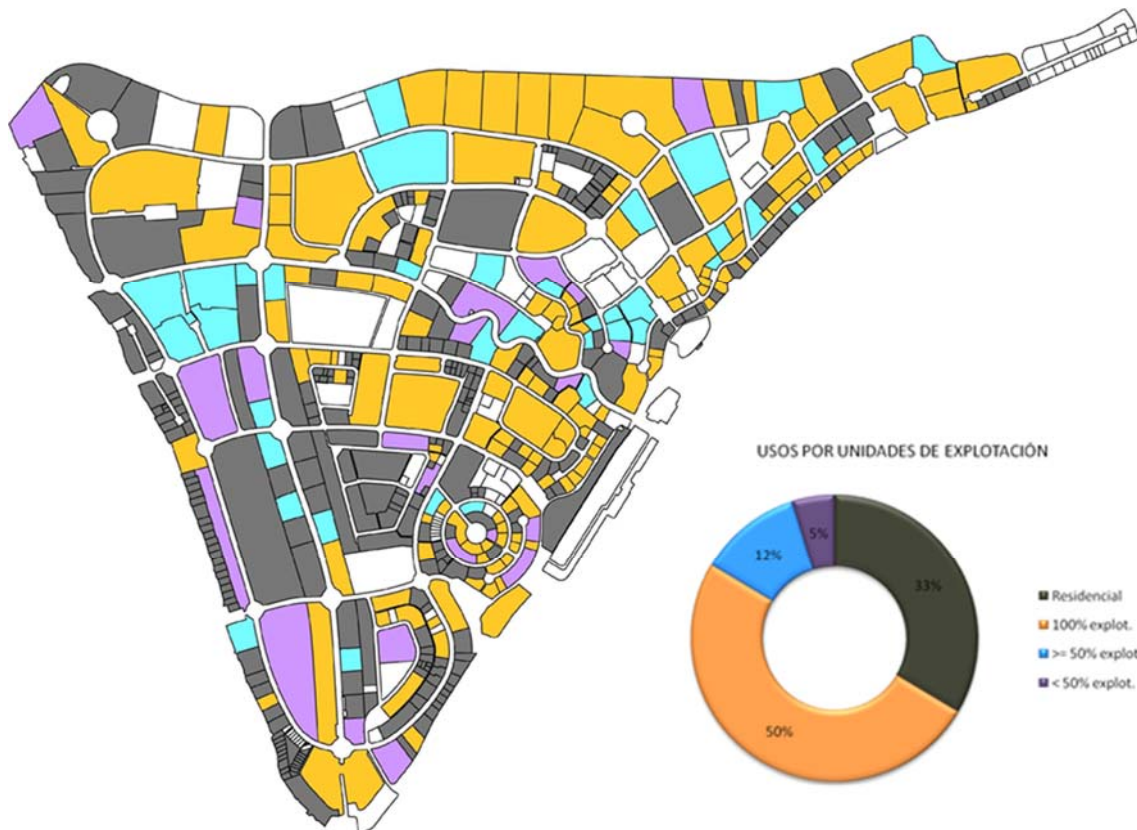 USOS POR UNIDADES DE EXPLOTACIÓN
5%
12%
33%
50%
Residencial
100% explot.
>= 50% explot
< 50% explot.